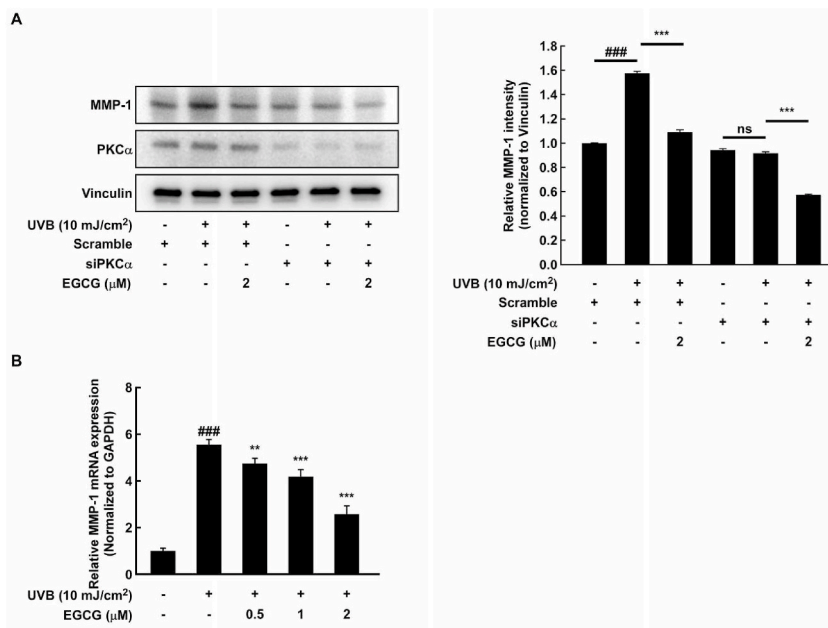 A
MMP-1
PKCα
Vinculin
UVB (10 mJ/cm²) - + + - + +
Scramble + + + - - -
siPKCα - - - + + +
EGCG (μM) - - 2 - - 2
Relative MMP-1 intensity
(normalized to Vinculin)
1.8
1.6
1.4
1.2
1.0
0.8
0.6
0.4
0.2
0.0
### *** ns ***
UVB (10 mJ/cm²) - + + - + +
Scramble + + + - - -
siPKCα - - - + + +
EGCG (μM) - - 2 - - 2
B
Relative MMP-1 mRNA expression
(Normalized to GAPDH)
8
6
4
2
0
### ** *** ***
UVB (10 mJ/cm²) - + + + +
EGCG (μM) - - 0.5 1 2